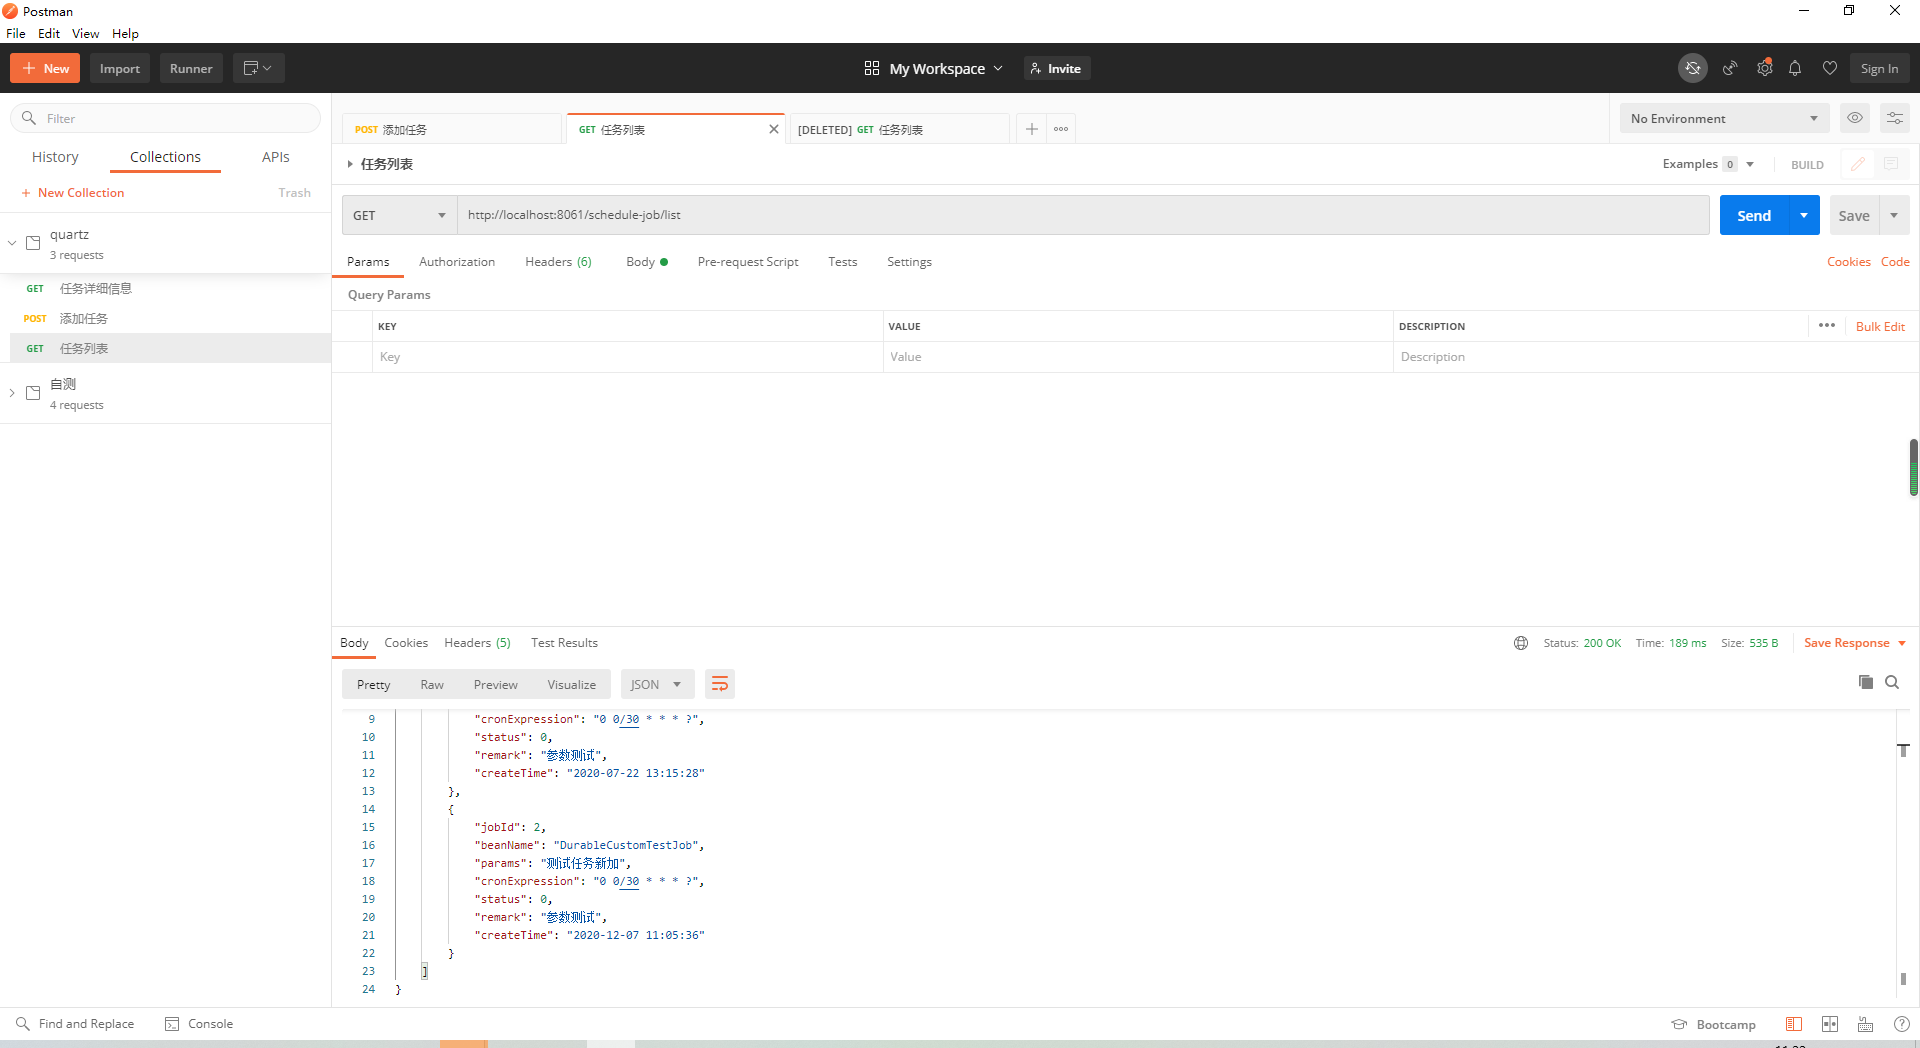 Postman
File Edit View Help
New Import Runner My Workspace Invite Sign In
Filter
History Collections APIs
+ New Collection Trash
quartz
3 requests
GET 任务详细信息
POST 添加任务
GET 任务列表
自测
4 requests
POST 添加任务 GET 任务列表 [DELETED] GET 任务列表
No Environment
任务列表 Examples 0 BUILD
GET http://localhost:8061/schedule-job/list Send Save
Params Authorization Headers (6) Body Pre-request Script Tests Settings Cookies Code
Query Params
KEY VALUE DESCRIPTION ••• Bulk Edit
Key Value Description
Body Cookies Headers (5) Test Results Status: 200 OK Time: 189 ms Size: 535 B Save Response
Pretty Raw Preview Visualize JSON
9 "cronExpression": "0 0/30 * * * ?",
10 "status": 0,
11 "remark": "参数测试",
12 "createTime": "2020-07-22 13:15:28"
13 },
14 {
15 "jobId": 2,
16 "beanName": "DurableCustomTestJob",
17 "params": "测试任务新加",
18 "cronExpression": "0 0/30 * * * ?",
19 "status": 0,
20 "remark": "参数测试",
21 "createTime": "2020-12-07 11:05:36"
22 }
23 ]
24 }
Find and Replace Console Bootcamp